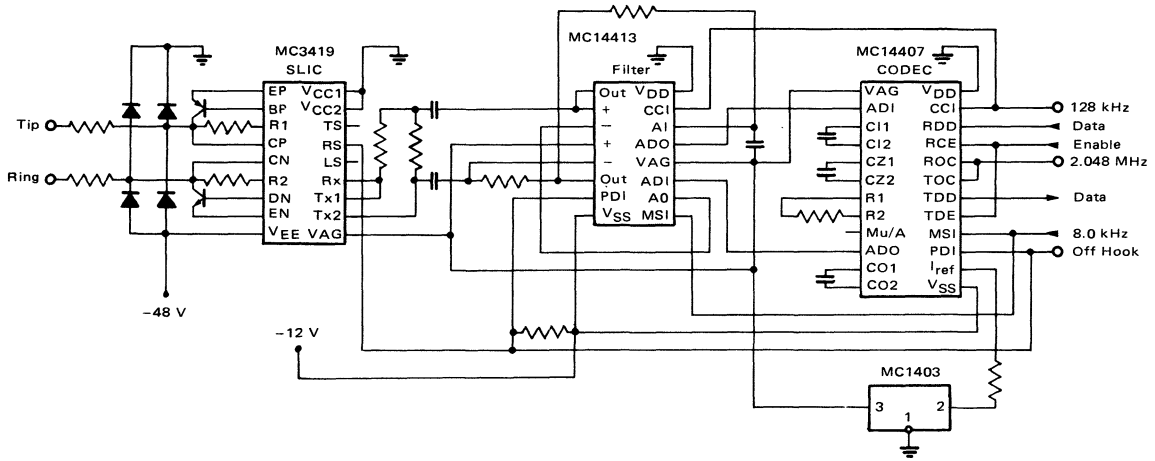 MC3419
SLIC
EP
BP
R1
CP
CN
R2
DN
EN
VEE
VCC1
VCC2
TS
RS
LS
Rx
Tx1
Tx2
VAG
Tip
Ring
-48 V
-12 V
MC14413
Filter
Out
+
−
+
−
Out
PDI
VSS
VDD
CCI
AI
ADO
VAG
ADI
A0
MSI
MC14407
CODEC
VAG
ADI
CI1
CI2
CZ1
CZ2
R1
R2
Mu/A
ADO
CO1
CO2
VDD
CCI
RDD
RCE
ROC
TOC
TDD
TDE
MSI
PDI
Iref
VSS
128 kHz
Data
Enable
2.048 MHz
Data
8.0 kHz
Off Hook
MC1403
3
1
2